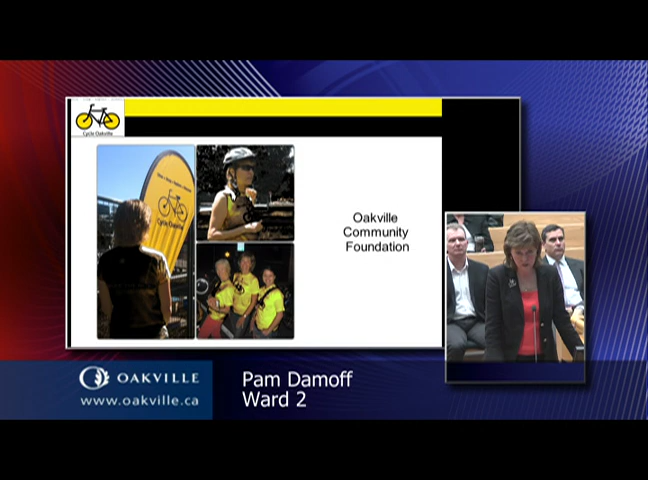 Cycle Oakville
Cycle Oakville
Oakville
Community
Foundation
OAKVILLE
www.oakville.ca
Pam Damoff
Ward 2